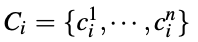 $C_i = \{c_i^1, \cdots, c_i^n\}$